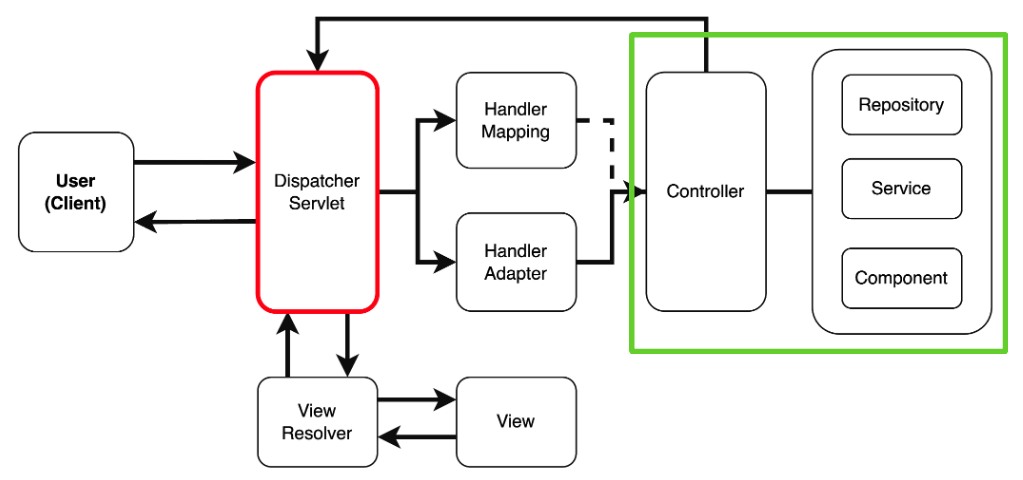 User
(Client)
Dispatcher
Servlet
Handler
Mapping
Handler
Adapter
Controller
Repository
Service
Component
View
Resolver
View